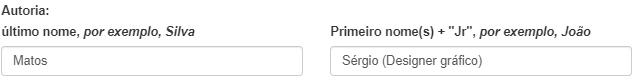 Autoria:
último nome, por exemplo, Silva
Primeiro nome(s) + "Jr", por exemplo, João
Matos
Sérgio (Designer gráfico)